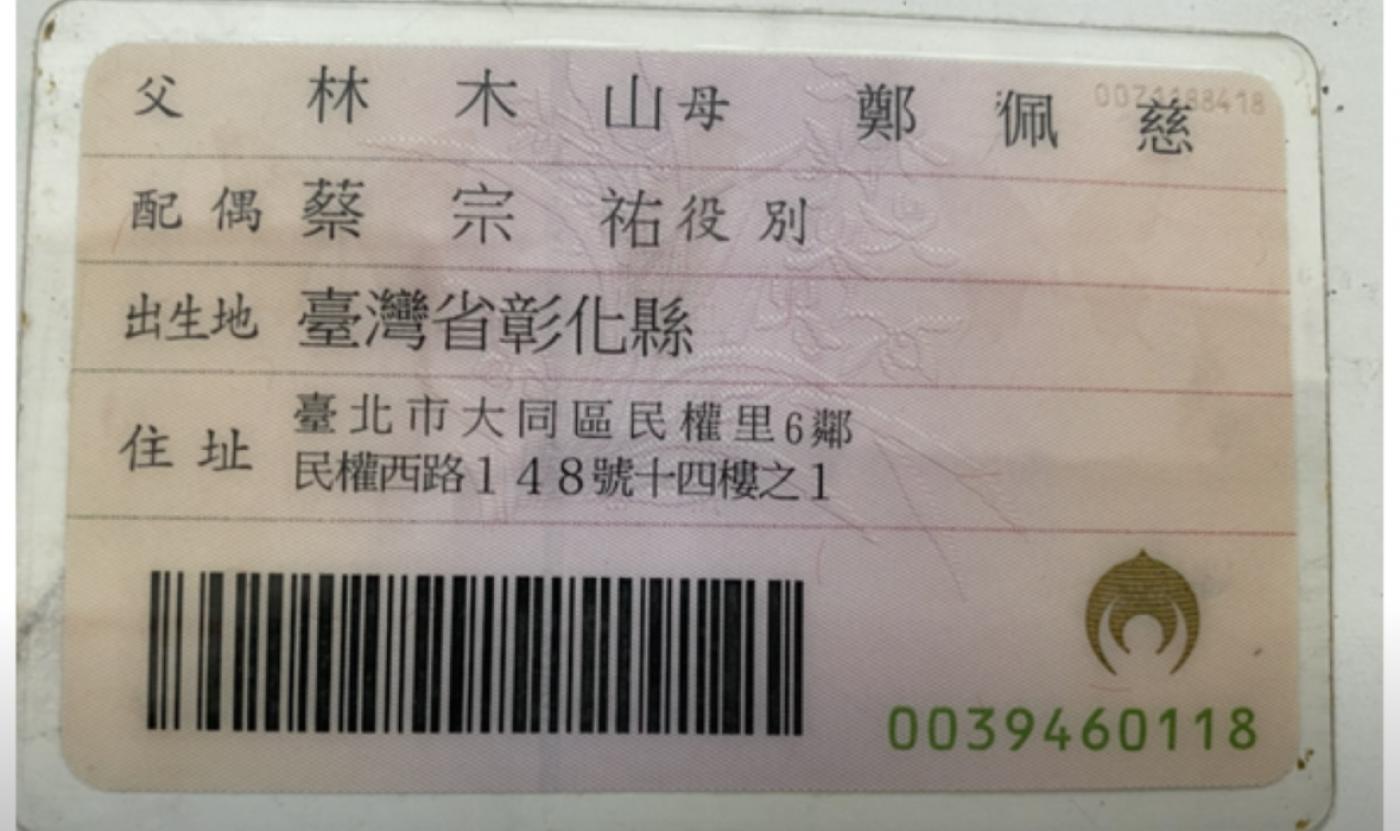 父 林木山 母 鄭佩慈
配偶 蔡宗祐 役別
出生地 臺灣省彰化縣
住址 臺北市大同區民權里6鄰
民權西路148號十四樓之1
0039460118